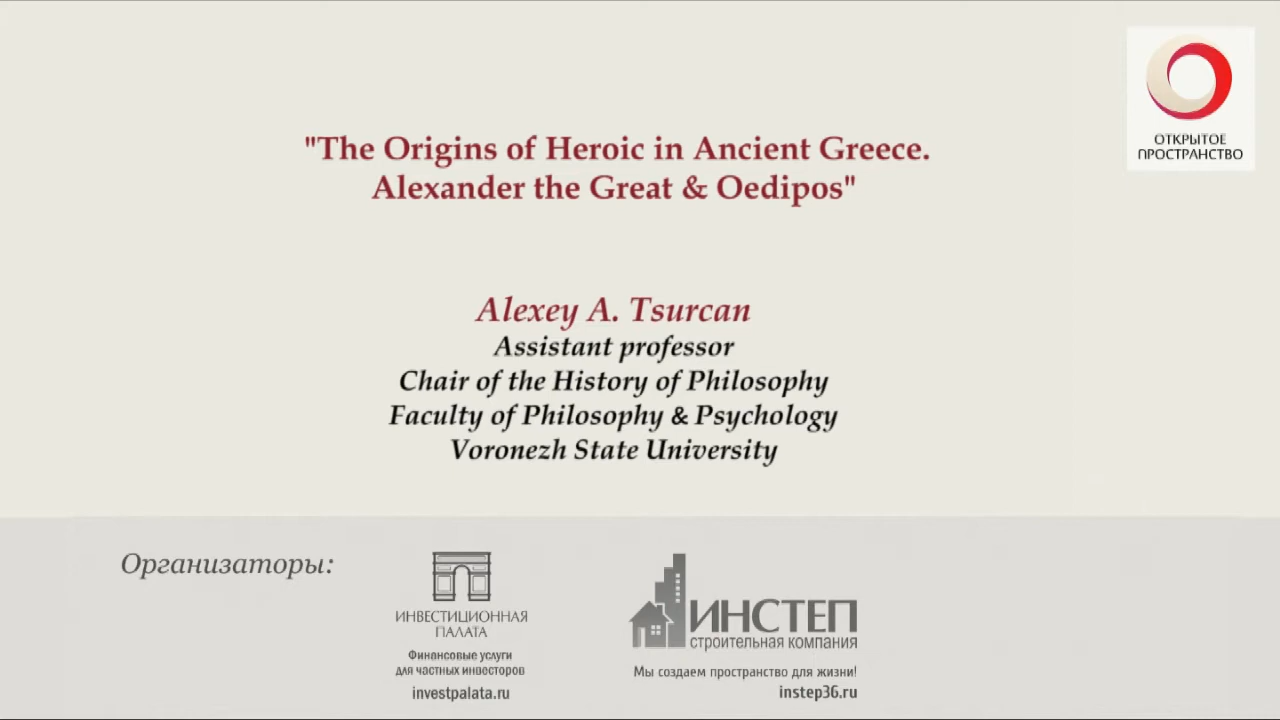 ОТКРЫТОЕ
ПРОСТРАНСТВО
"The Origins of Heroic in Ancient Greece.
Alexander the Great & Oedipos"
Alexey A. Tsurcan
Assistant professor
Chair of the History of Philosophy
Faculty of Philosophy & Psychology
Voronezh State University
Организаторы:
ИНВЕСТИЦИОННАЯ
ПАЛАТА
Финансовые услуги
для частных инвесторов
investpalata.ru
ИНСТЕП
строительная компания
Мы создаем пространство для жизни!
instep36.ru